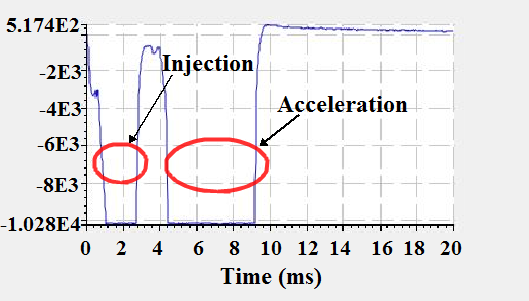 5.174E2
Injection
-2E3
Acceleration
-4E3
-6E3
-8E3
-1.028E4
0 2 4 6 8 10 12 14 16 18 20
Time (ms)